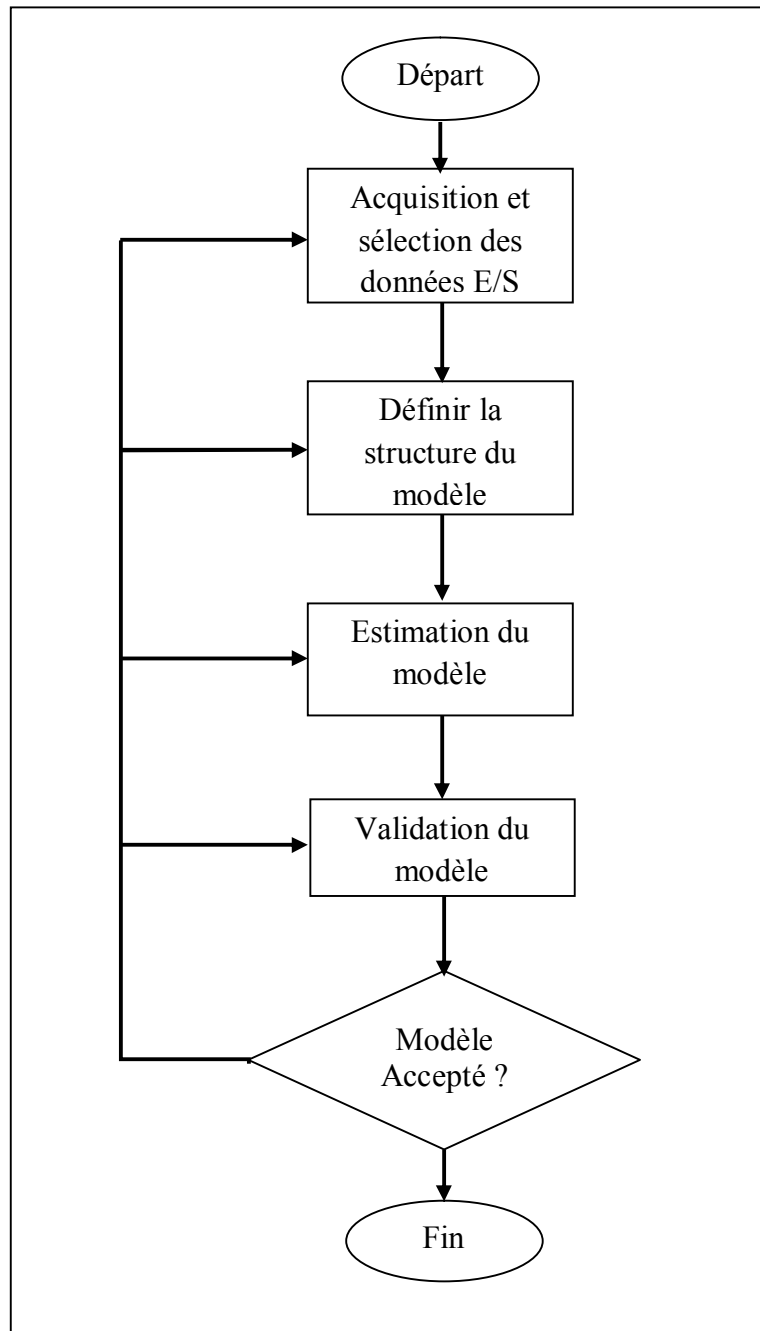 Départ
Acquisition et
sélection des
données E/S
Définir la
structure du
modèle
Estimation du
modèle
Validation du
modèle
Modèle
Accepté ?
Fin